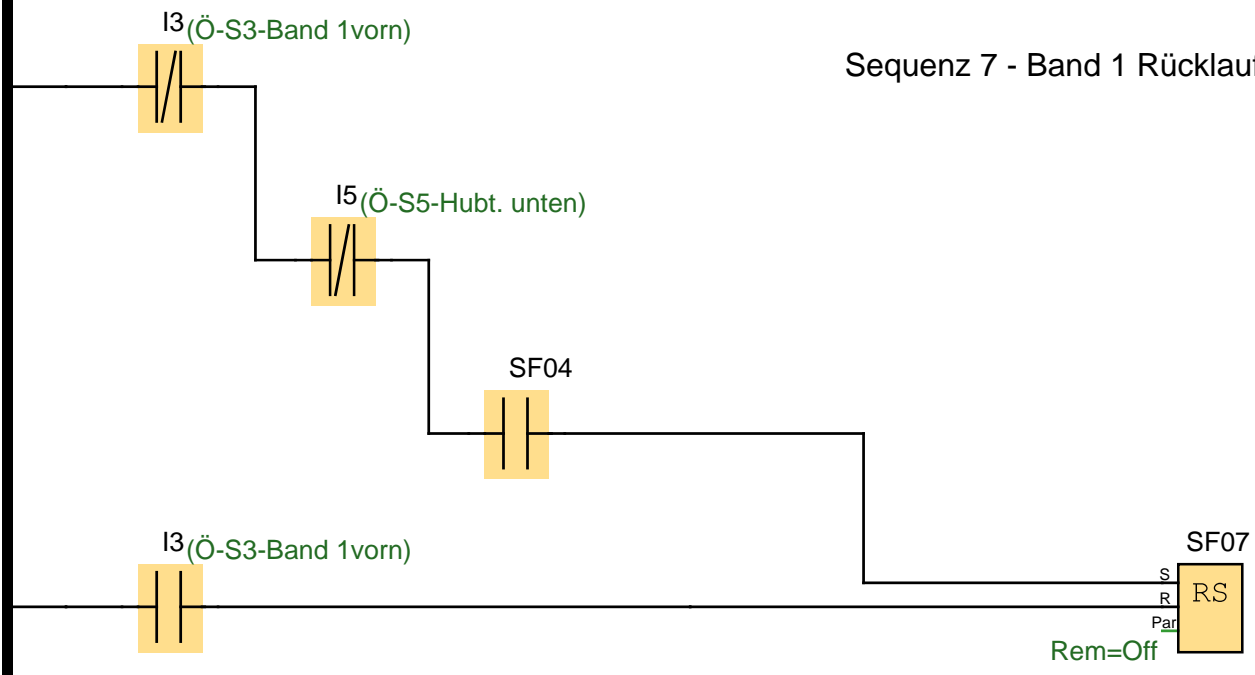 I3(Ö-S3-Band 1vorn)
Sequenz 7 - Band 1 Rücklauf
I5(Ö-S5-Hubt. unten)
SF04
I3(Ö-S3-Band 1vorn)
SF07
S
RS
R
Par
Rem=Off